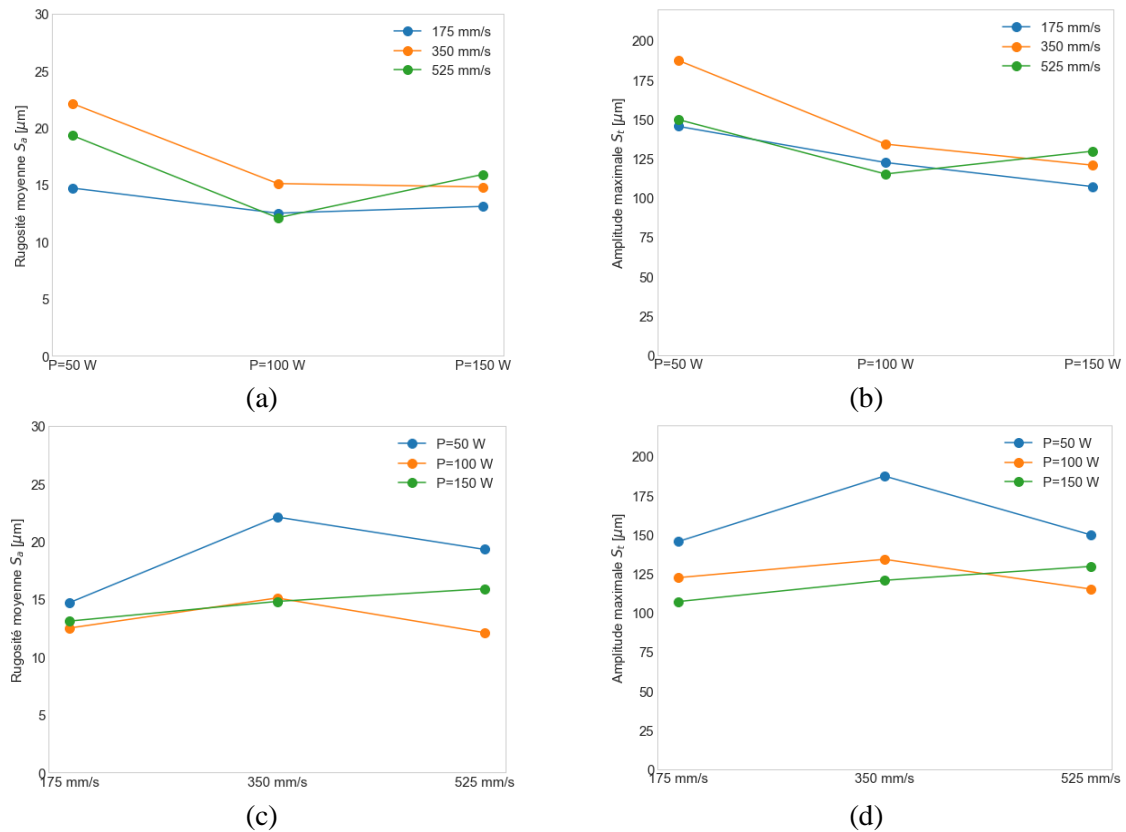 30
25
20
15
10
5
0
Rugosité moyenne Sa [µm]
175 mm/s
350 mm/s
525 mm/s
P=50 W P=100 W P=150 W
(a)
200
175
150
125
100
75
50
25
0
Amplitude maximale St [µm]
175 mm/s
350 mm/s
525 mm/s
P=50 W P=100 W P=150 W
(b)
30
25
20
15
10
5
0
Rugosité moyenne Sa [µm]
P=50 W
P=100 W
P=150 W
175 mm/s 350 mm/s 525 mm/s
(c)
200
175
150
125
100
75
50
25
0
Amplitude maximale St [µm]
P=50 W
P=100 W
P=150 W
175 mm/s 350 mm/s 525 mm/s
(d)